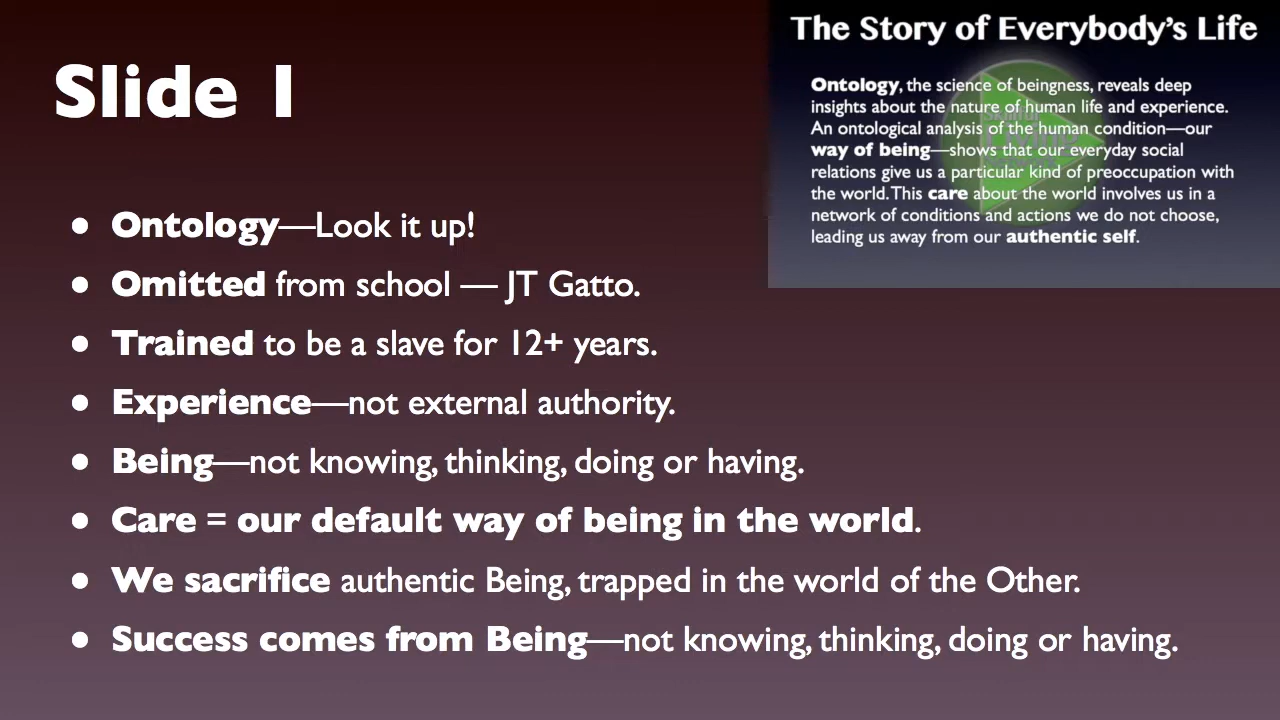 Slide 1
The Story of Everybody's Life
Ontology, the science of beingness, reveals deep
insights about the nature of human life and experience.
An ontological analysis of the human condition—our
way of being—shows that our everyday social
relations give us a particular kind of preoccupation with
the world. This care about the world involves us in a
network of conditions and actions we do not choose,
leading us away from our authentic self.
● Ontology—Look it up!
● Omitted from school — JT Gatto.
● Trained to be a slave for 12+ years.
● Experience—not external authority.
● Being—not knowing, thinking, doing or having.
● Care = our default way of being in the world.
● We sacrifice authentic Being, trapped in the world of the Other.
● Success comes from Being—not knowing, thinking, doing or having.